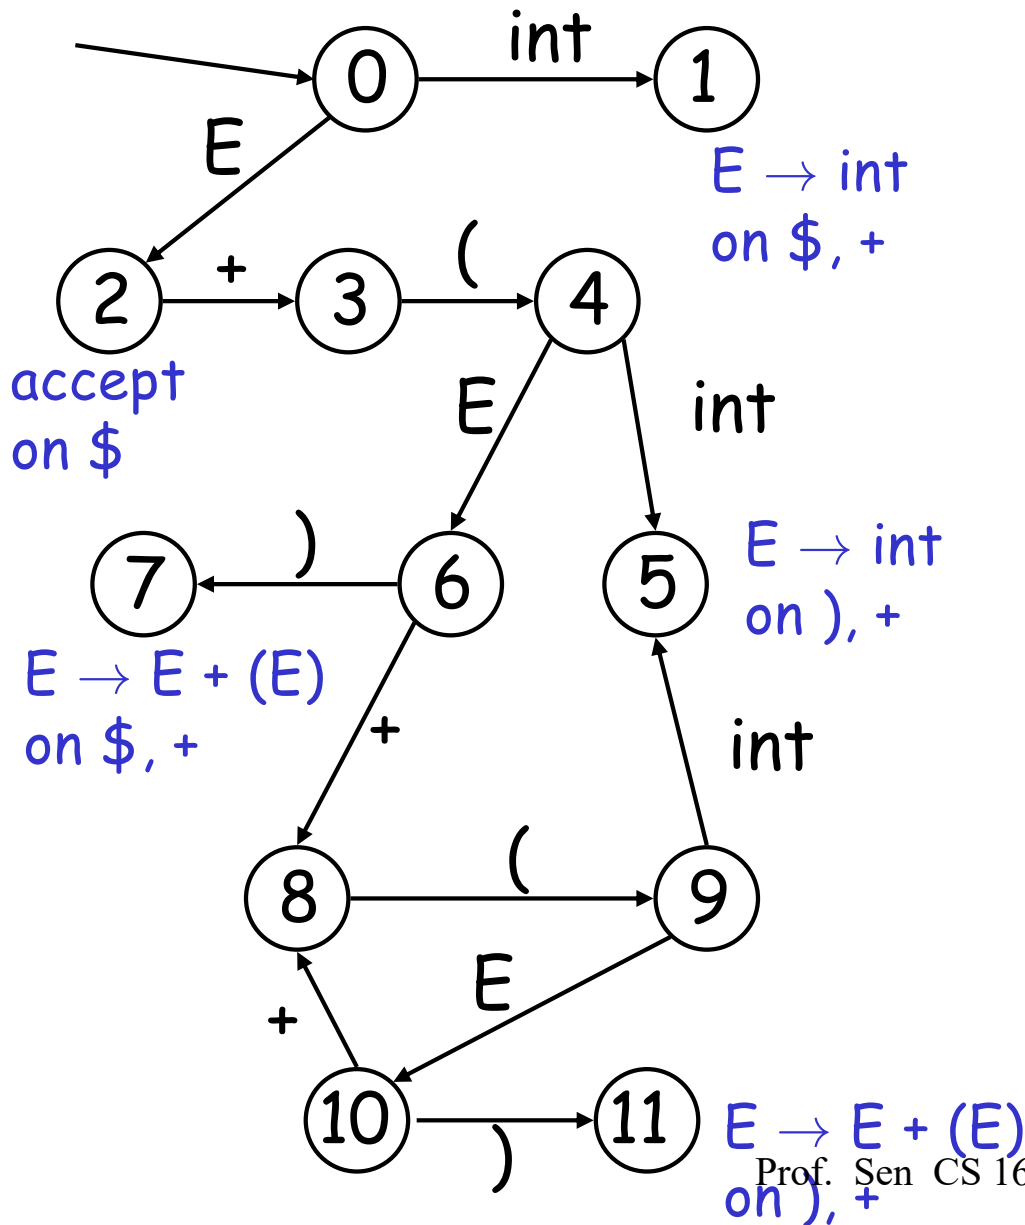 int
0
1
E
E → int
on $, +
2
+
3
(
4
accept
on $
E
int
)
7
6
5
E → int
on ), +
E → E + (E)
on $, +
+
int
(
8
9
E
+
10
11
)
E → E + (E)
Prof. Sen CS 16
on ), +